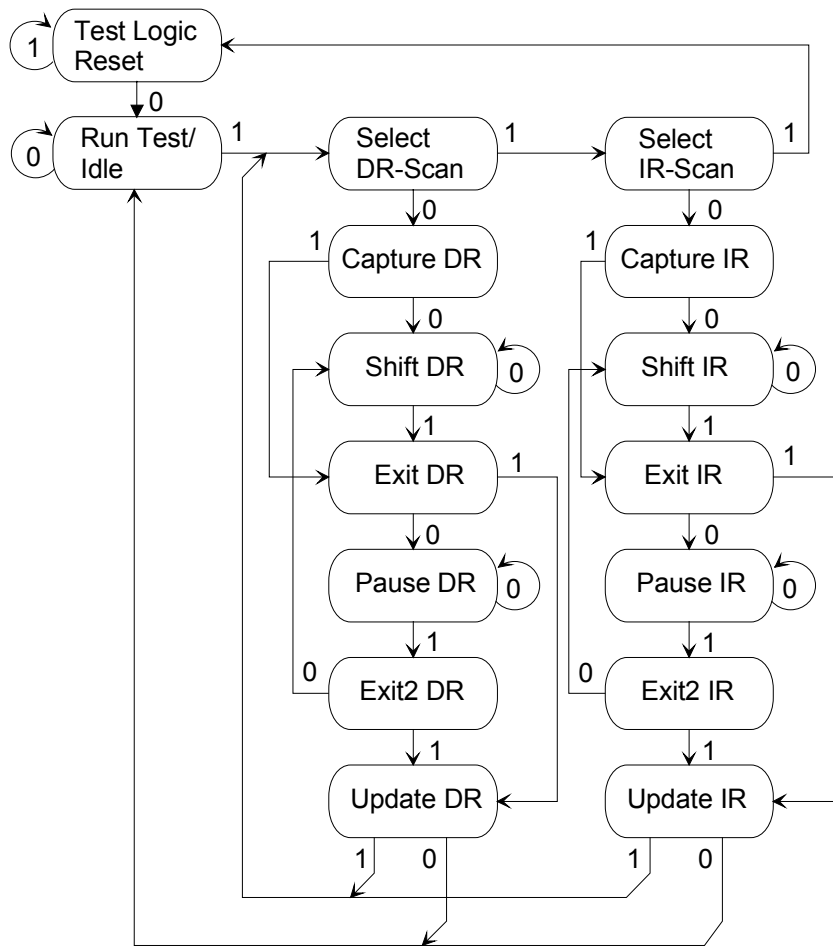 Test Logic
Reset
1
0
Run Test/
Idle
1
0
Select
DR-Scan
1
Select
IR-Scan
1
0
0
1
Capture DR
1
Capture IR
0
0
Shift DR
0
Shift IR
0
1
1
Exit DR
1
Exit IR
1
0
0
Pause DR
0
Pause IR
0
1
1
0
Exit2 DR
0
Exit2 IR
1
1
Update DR
Update IR
1
0
1
0